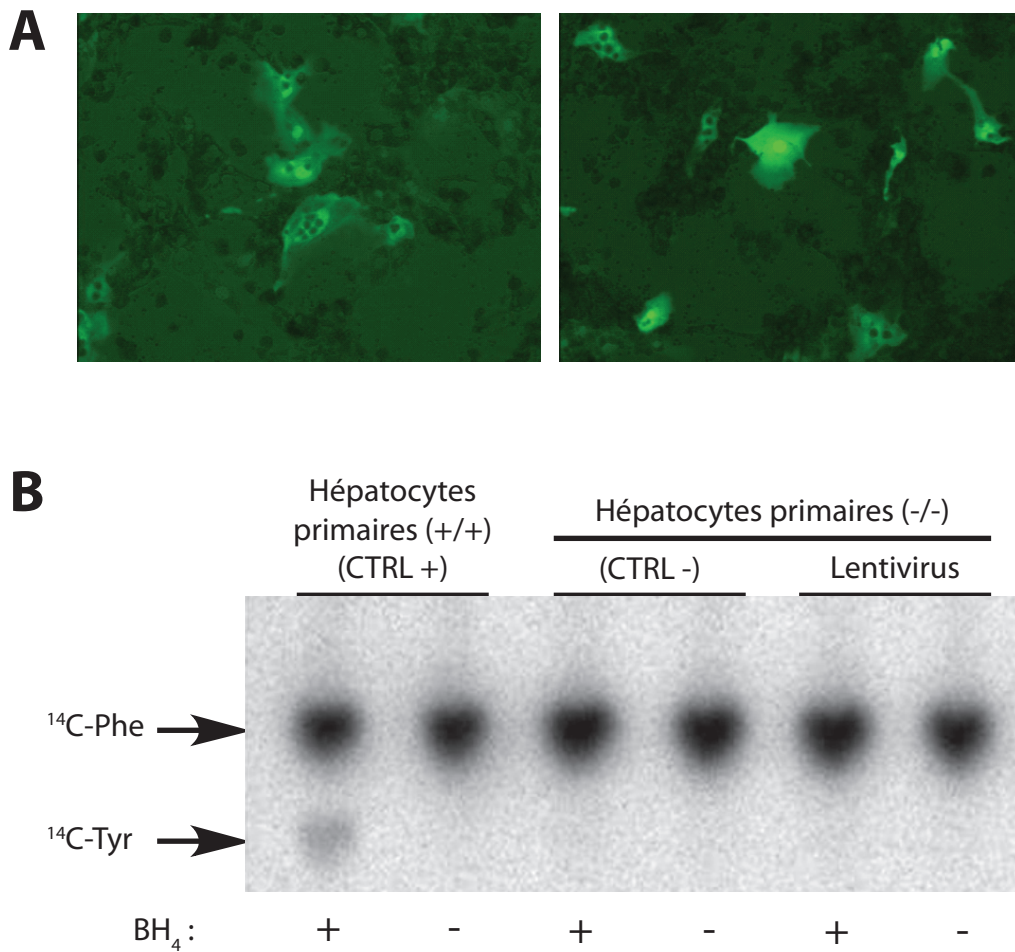 A
B
Hépatocytes
primaires (+/+)
(CTRL +)
Hépatocytes primaires (-/-)
(CTRL -)
Lentivirus
¹⁴C-Phe
¹⁴C-Tyr
BH₄ : + - + - + -